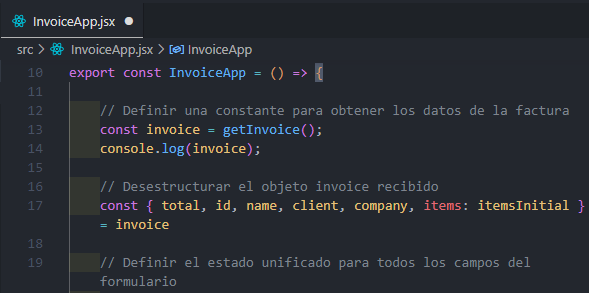 InvoiceApp.jsx
src > InvoiceApp.jsx > InvoiceApp
10 export const InvoiceApp = () => {
11
12 // Definir una constante para obtener los datos de la factura
13 const invoice = getInvoice();
14 console.log(invoice);
15
16 // Desestructurar el objeto invoice recibido
17 const { total, id, name, client, company, items: itemsInitial }
= invoice
18
19 // Definir el estado unificado para todos los campos del
formulario